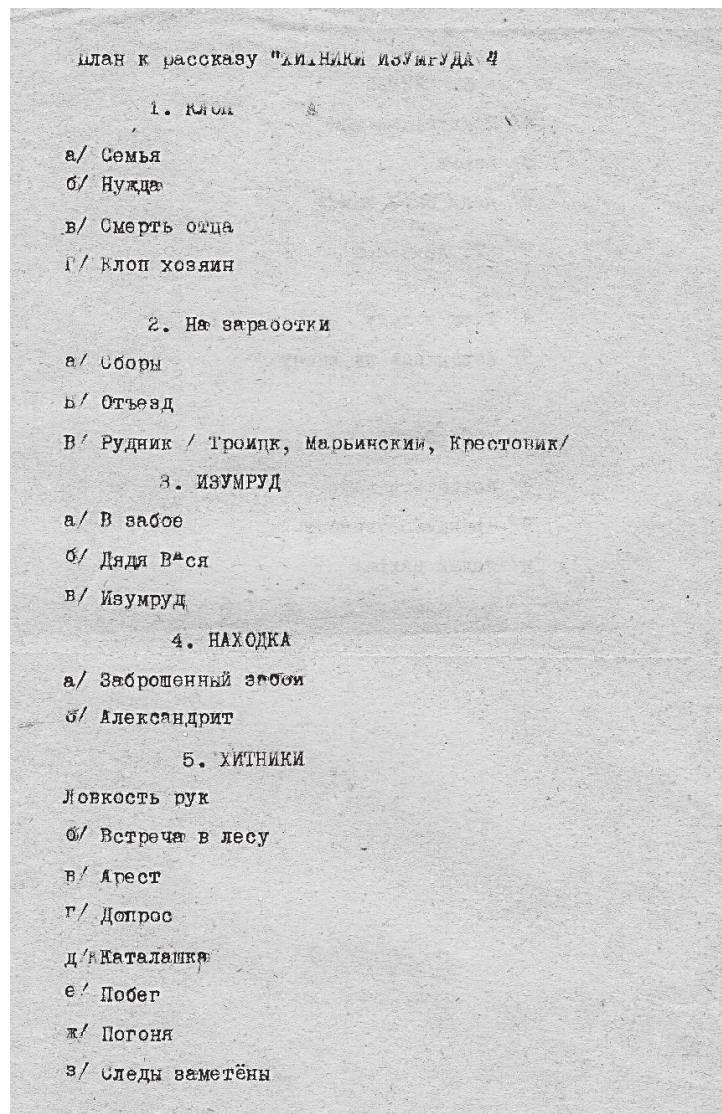 План к рассказу "ХИТНИКИ ИЗУМРУДА 4
1. Клоп
а/ Семья
б/ Нужда
в/ Смерть отца
Г/ Клоп хозяин
2. На заработки
а/ Сборы
Б/ Отъезд
В/ Рудник / Троицк, Марьинский, Крестовик/
3. ИЗУМРУД
а/ В забое
б/ Дядя Вася
в/ Изумруд
4. НАХОДКА
а/ Заброшенный забой
б/ Александрит
5. ХИТНИКИ
Ловкость рук
б/ Встреча в лесу
в/ Арест
г/ Допрос
д/ Каталашка
е/ Побег
ж/ Погоня
з/ Следы заметёны